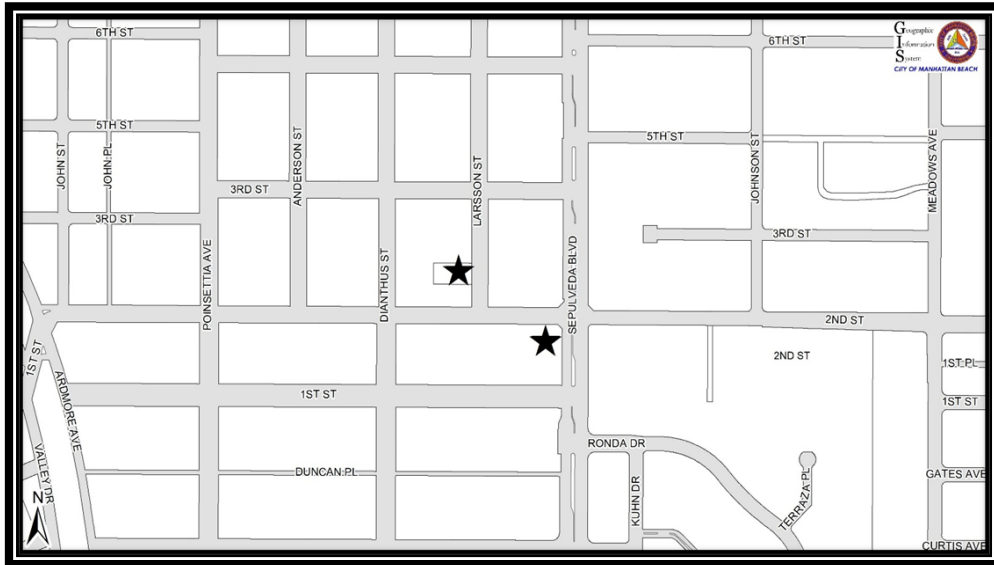 6TH ST
6TH ST
Geographic
Information
System
CITY OF MANHATTAN BEACH
5TH ST
5TH ST
JOHN ST
JOHN PL
ANDERSON ST
LARSSON ST
JOHNSON ST
MEADOWS AVE
3RD ST
3RD ST
3RD ST
POINSETTIA AVE
DIANTHUS ST
SEPULVEDA BLVD
2ND ST
2ND ST
1ST ST
ARDMORE AVE
1ST PL
1ST ST
1ST ST
VALLEY DR
RONDA DR
DUNCAN PL
KUHN DR
TERRAZA PL
GATES AVE
CURTIS AVE
N